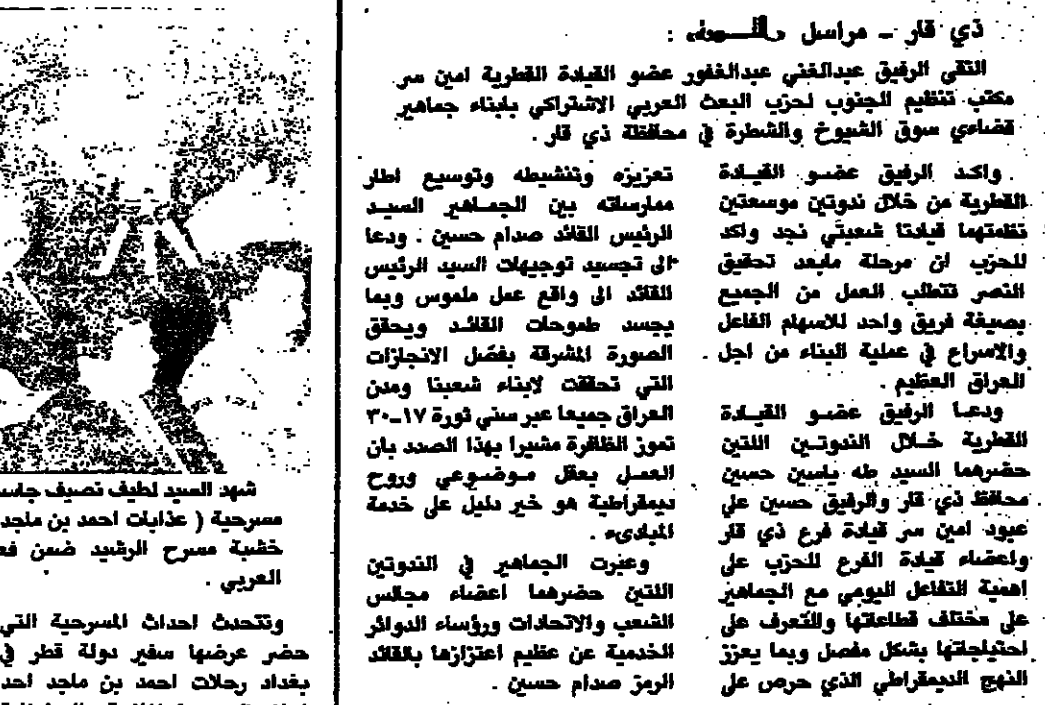 ذي قار ـ مراسل «الثـــورة» :
التقى الرفيق عبدالغني عبدالغفور عضو القيادة القطرية امين سر
مكتب تنظيم الجنوب لحزب البعث العربي الاشتراكي بابناء جماهير
قضاءي سوق الشيوخ والشطرة في محافظة ذي قار .
واكد الرفيق عضو القيادة
القطرية من خلال ندوتين موسعتين
نظمتهما قيادتا شعبتي نجد واكد
للحزب ان مرحلة مابعد تحقيق
النصر تتطلب العمل من الجميع
بصيغة فريق واحد للاسهام الفاعل
والاسراع في عملية البناء من اجل
العراق العظيم .
ودعا الرفيق عضو القيادة
القطرية خلال الندوتين اللتين
حضرهما السيد طه ياسين حسين
محافظ ذي قار والرفيق حسين علي
عبود امين سر قيادة فرع ذي قار
واعضاء قيادة الفرع للحزب على
اهمية التفاعل اليومي مع الجماهير
على مختلف قطاعاتها والتعرف على
احتياجاتها بشكل مفصل وبما يعزز
النهج الديمقراطي الذي حرص على
تعزيزه وتنشيطه وتوسيع اطار
ممارساته بين الجماهير السيد
الرئيس القائد صدام حسين . ودعا
الى تجسيد توجيهات السيد الرئيس
القائد الى واقع عمل ملموس وبما
يجسد طموحات القائد ويحقق
الصورة المشرقة بفضل الانجازات
التي تحققت لابناء شعبنا ومدن
العراق جميعا عبر سني ثورة ١٧ـ٣٠
تموز الظافرة مشيرا بهذا الصدد بان
العمل بعقل موضوعي وروح
ديمقراطية هو خير دليل على خدمة
المبادىء .
وعبرت الجماهير في الندوتين
اللتين حضرهما اعضاء مجالس
الشعب والاتحادات ورؤساء الدوائر
الخدمية عن عظيم اعتزازها بالقائد
الرمز صدام حسين .
شهد السيد لطيف نصيف جاسم
مسرحية ( عذابات احمد بن ماجد
خشبة مسرح الرشيد ضمن
العربي .
وتتحدث احداث المسرحية التي
حضر عرضها سفير دولة قطر في
بغداد رحلات احمد بن ماجد احد